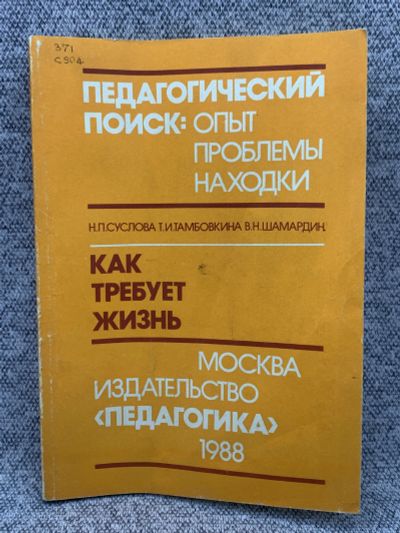 371
С904
ПЕДАГОГИЧЕСКИЙ
ПОИСК: ОПЫТ
ПРОБЛЕМЫ
НАХОДКИ
Н.П.СУСЛОВА Т.И.ТАМБОВКИНА В.Н.ШАМАРДИН
КАК
ТРЕБУЕТ
ЖИЗНЬ
МОСКВА
ИЗДАТЕЛЬСТВО
«ПЕДАГОГИКА»
1988